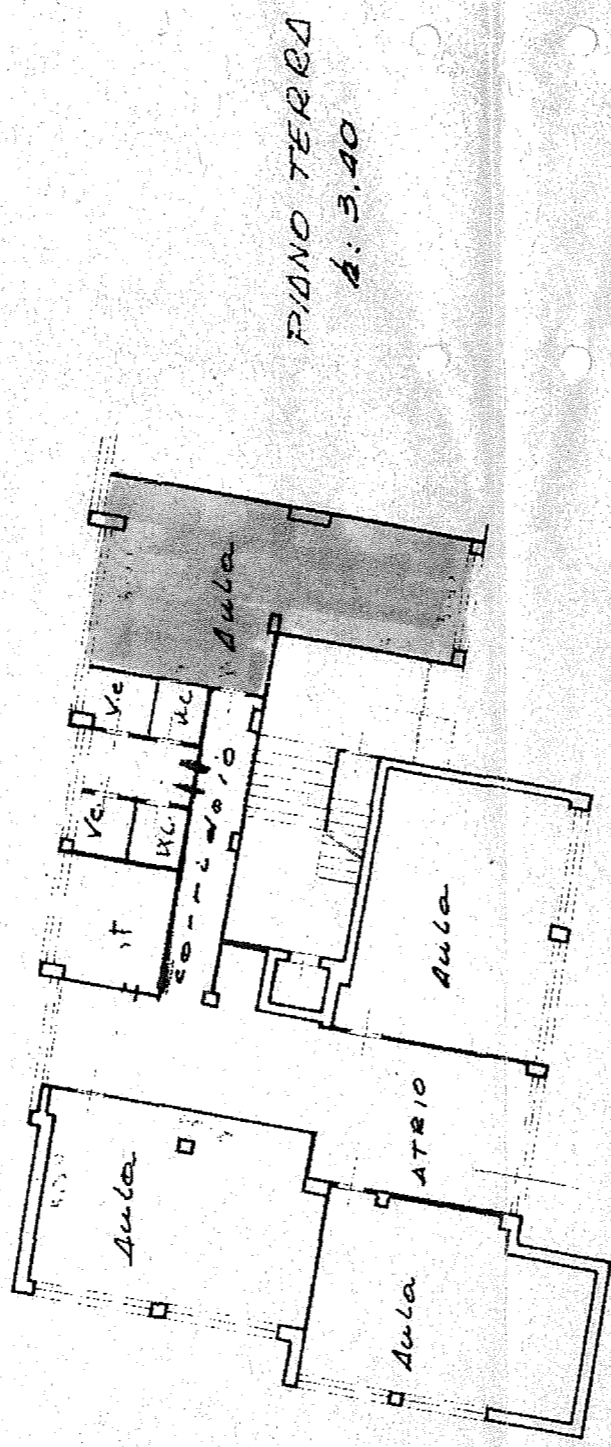 PIANO TERRA
h: 3.40
Aula
V.C
W.C
V.C
W.C
corridoio
Aula
ATRIO
Aula
Aula